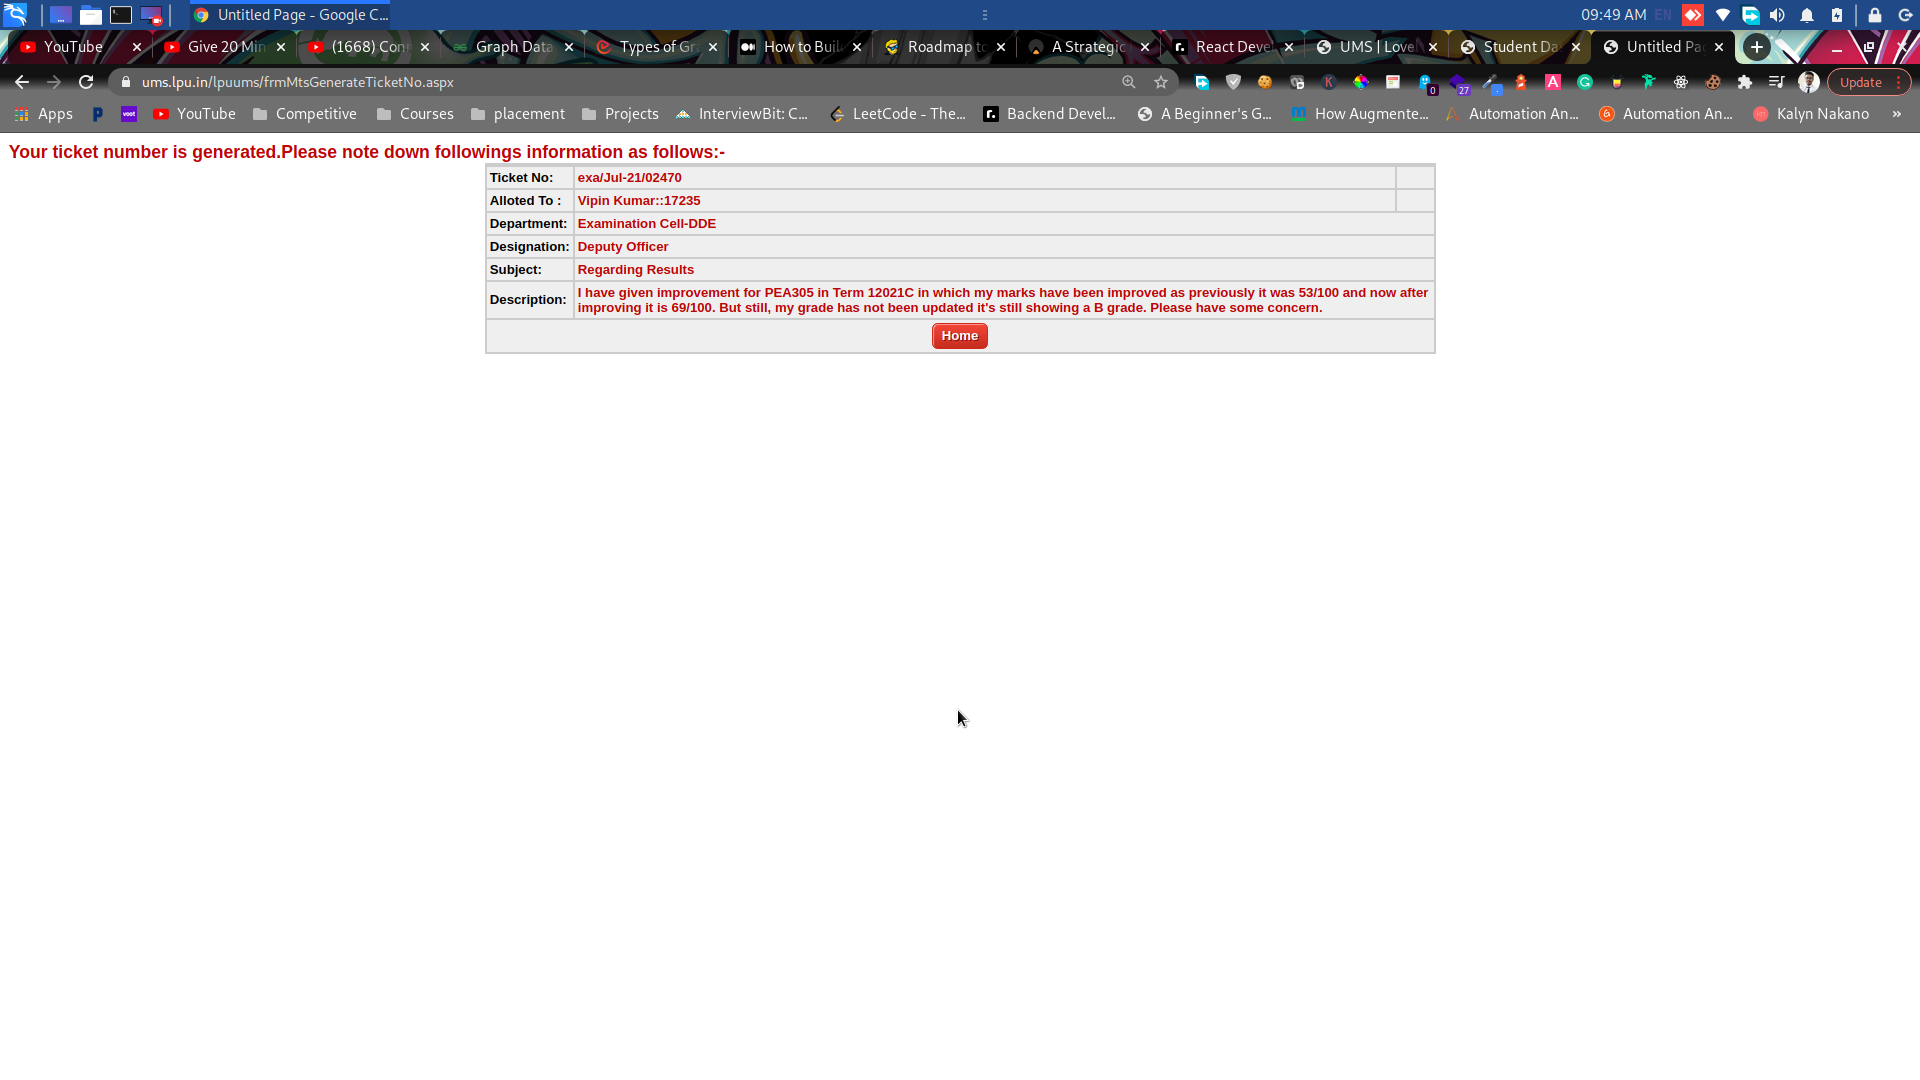 Untitled Page - Google C...
09:49 AM EN
YouTube
Give 20 Min
(1668) Con
Graph Data
Types of Gr
How to Buil
Roadmap to
A Strategic
React Deve
UMS | Lovel
Student Da
Untitled Pa
ums.lpu.in/lpuums/frmMtsGenerateTicketNo.aspx
0
27
Update
Apps
YouTube
Competitive
Courses
placement
Projects
InterviewBit: C...
LeetCode - The...
Backend Devel...
A Beginner's G...
How Augmente...
Automation An...
Automation An...
Kalyn Nakano
»
Your ticket number is generated.Please note down followings information as follows:-
Ticket No: exa/Jul-21/02470
Alloted To : Vipin Kumar::17235
Department: Examination Cell-DDE
Designation: Deputy Officer
Subject: Regarding Results
Description: I have given improvement for PEA305 in Term 12021C in which my marks have been improved as previously it was 53/100 and now after
improving it is 69/100. But still, my grade has not been updated it's still showing a B grade. Please have some concern.
Home